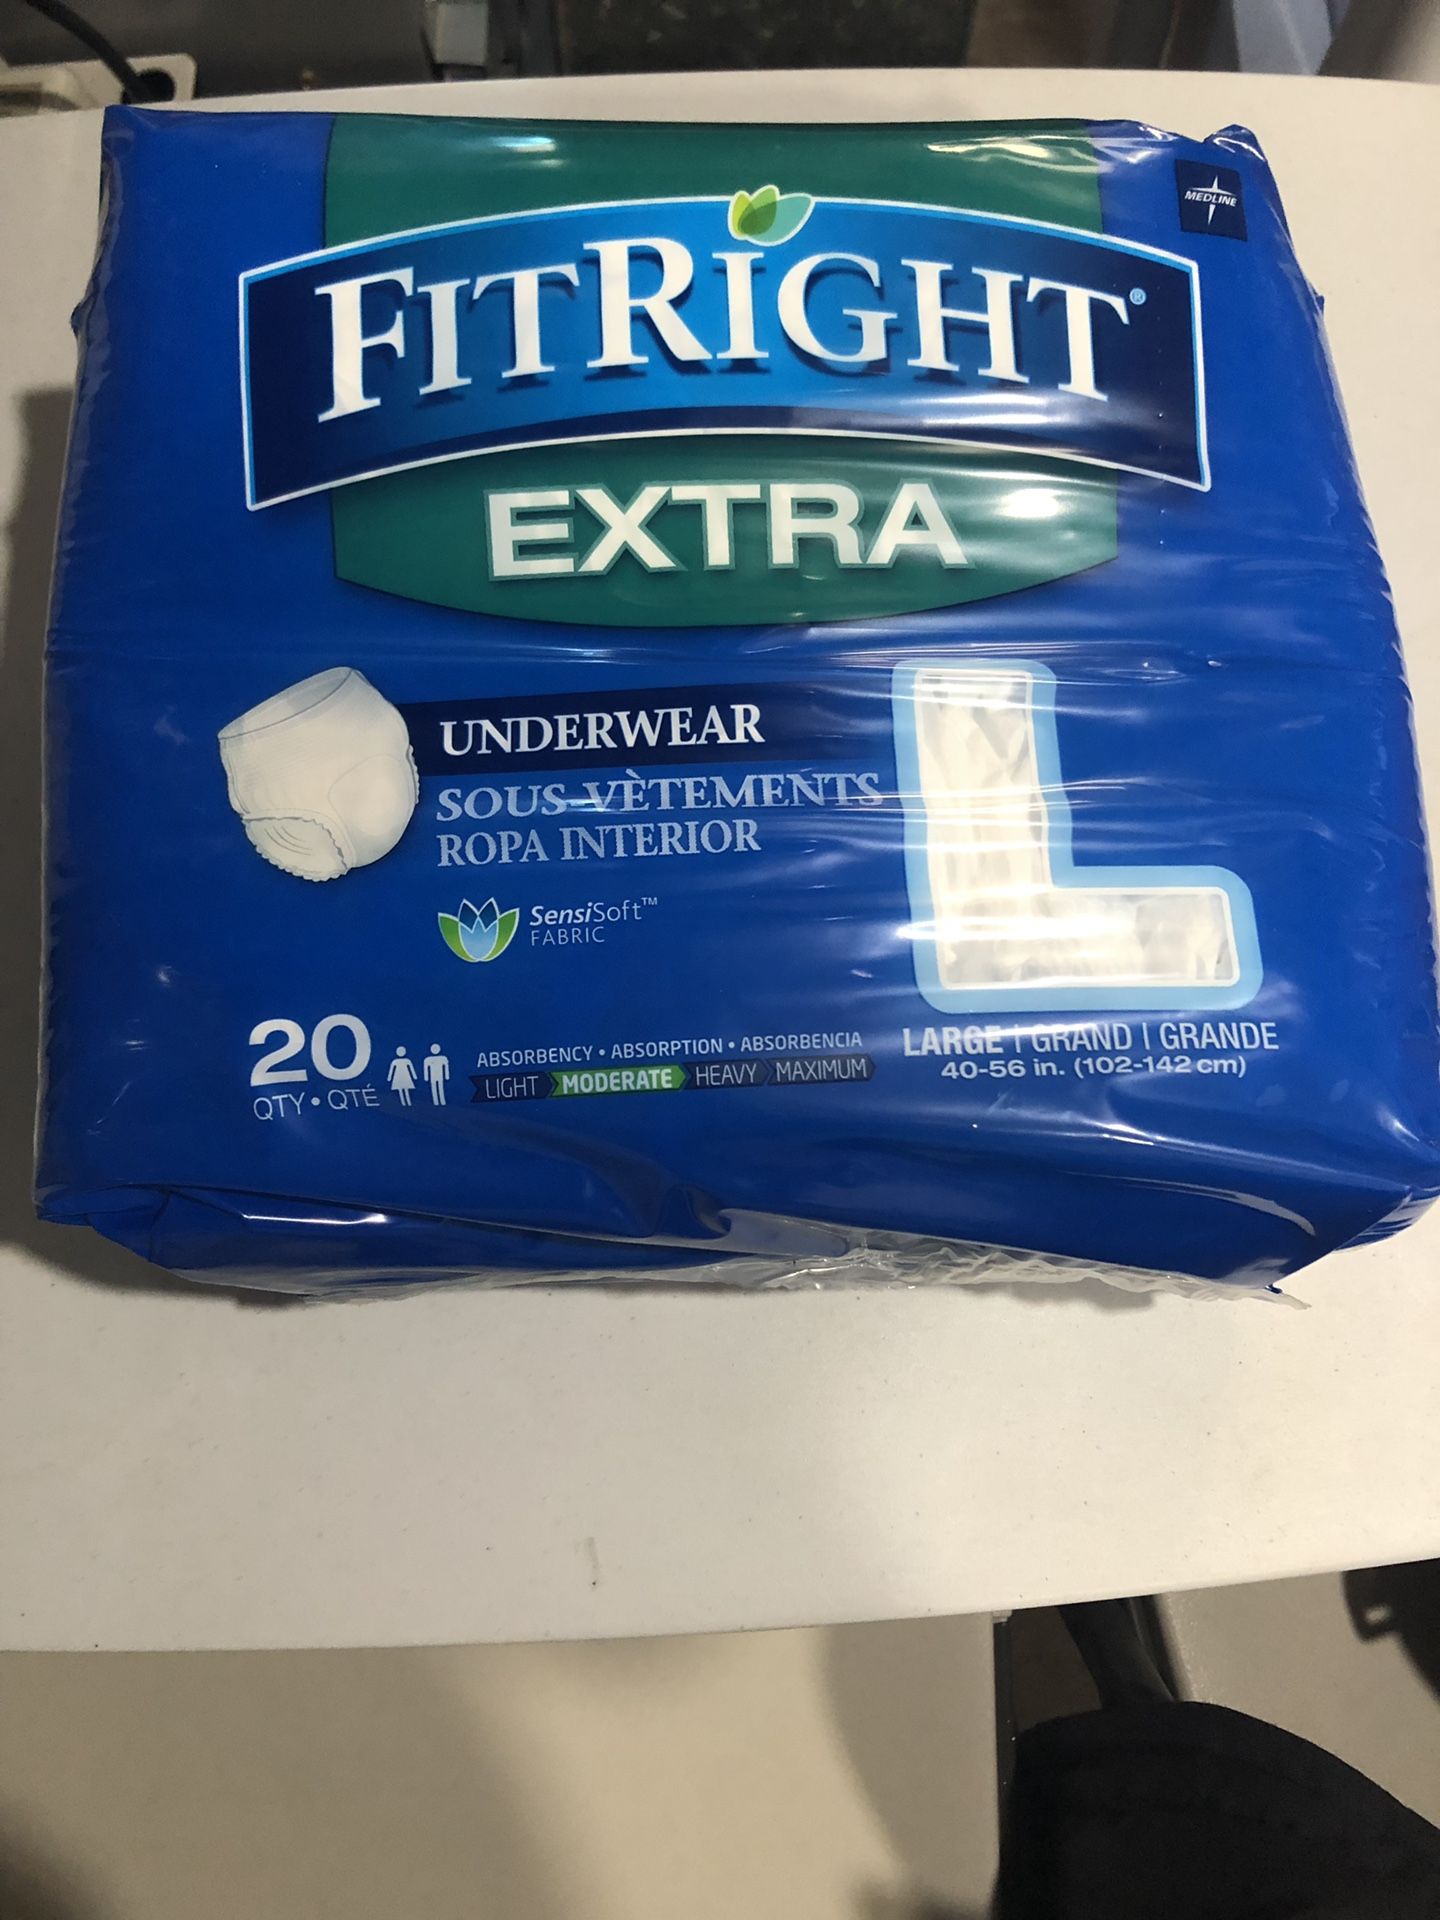 MEDLINE
FITRIGHT®
EXTRA
UNDERWEAR
SOUS-VÈTEMENTS
ROPA INTERIOR
SensiSoft™
FABRIC
L
20
QTY • QTÉ
ABSORBENCY • ABSORPTION • ABSORBENCIA
LIGHT MODERATE HEAVY MAXIMUM
LARGE | GRAND | GRANDE
40-56 in. (102-142 cm)